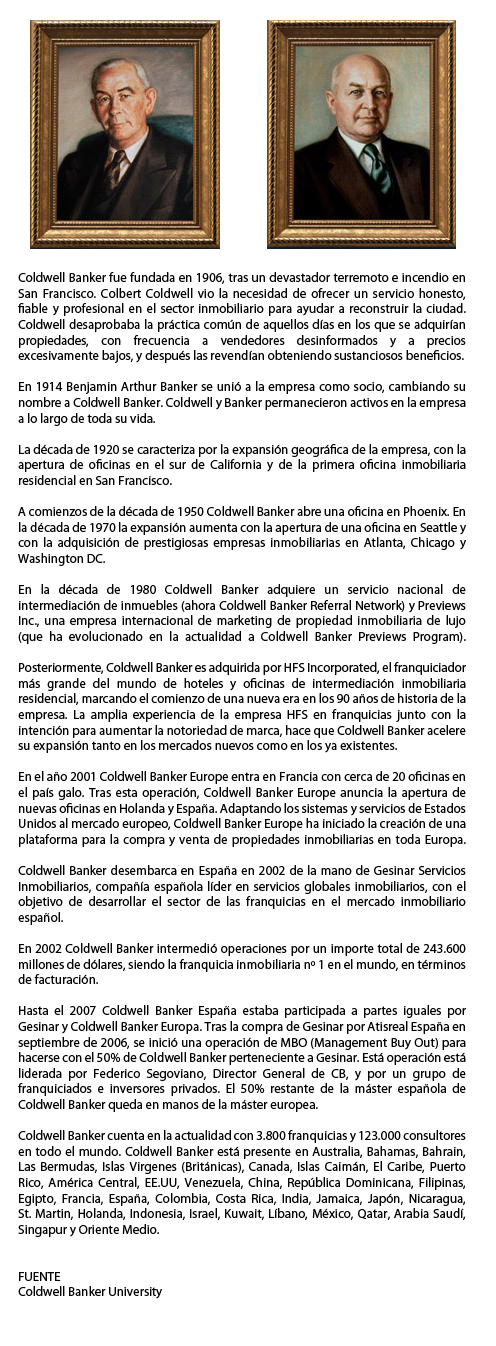 Coldwell Banker fue fundada en 1906, tras un devastador terremoto e incendio en
San Francisco. Colbert Coldwell vio la necesidad de ofrecer un servicio honesto,
fiable y profesional en el sector inmobiliario para ayudar a reconstruir la ciudad.
Coldwell desaprobaba la práctica común de aquellos días en los que se adquirían
propiedades, con frecuencia a vendedores desinformados y a precios
excesivamente bajos, y después las revendían obteniendo sustanciosos beneficios.
En 1914 Benjamin Arthur Banker se unió a la empresa como socio, cambiando su
nombre a Coldwell Banker. Coldwell y Banker permanecieron activos en la empresa
a lo largo de toda su vida.
La década de 1920 se caracteriza por la expansión geográfica de la empresa, con la
apertura de oficinas en el sur de California y de la primera oficina inmobiliaria
residencial en San Francisco.
A comienzos de la década de 1950 Coldwell Banker abre una oficina en Phoenix. En
la década de 1970 la expansión aumenta con la apertura de una oficina en Seattle y
con la adquisición de prestigiosas empresas inmobiliarias en Atlanta, Chicago y
Washington DC.
En la década de 1980 Coldwell Banker adquiere un servicio nacional de
intermediación de inmuebles (ahora Coldwell Banker Referral Network) y Previews
Inc., una empresa internacional de marketing de propiedad inmobiliaria de lujo
(que ha evolucionado en la actualidad a Coldwell Banker Previews Program).
Posteriormente, Coldwell Banker es adquirida por HFS Incorporated, el franquiciador
más grande del mundo de hoteles y oficinas de intermediación inmobiliaria
residencial, marcando el comienzo de una nueva era en los 90 años de historia de la
empresa. La amplia experiencia de la empresa HFS en franquicias junto con la
intención para aumentar la notoriedad de marca, hace que Coldwell Banker acelere
su expansión tanto en los mercados nuevos como en los ya existentes.
En el año 2001 Coldwell Banker Europe entra en Francia con cerca de 20 oficinas en
el país galo. Tras esta operación, Coldwell Banker Europe anuncia la apertura de
nuevas oficinas en Holanda y España. Adaptando los sistemas y servicios de Estados
Unidos al mercado europeo, Coldwell Banker Europe ha iniciado la creación de una
plataforma para la compra y venta de propiedades inmobiliarias en toda Europa.
Coldwell Banker desembarca en España en 2002 de la mano de Gesinar Servicios
Inmobiliarios, compañía española líder en servicios globales inmobiliarios, con el
objetivo de desarrollar el sector de las franquicias en el mercado inmobiliario
español.
En 2002 Coldwell Banker intermedió operaciones por un importe total de 243.600
millones de dólares, siendo la franquicia inmobiliaria nº 1 en el mundo, en términos
de facturación.
Hasta el 2007 Coldwell Banker España estaba participada a partes iguales por
Gesinar y Coldwell Banker Europa. Tras la compra de Gesinar por Atisreal España en
septiembre de 2006, se inició una operación de MBO (Management Buy Out) para
hacerse con el 50% de Coldwell Banker perteneciente a Gesinar. Está operación está
liderada por Federico Segoviano, Director General de CB, y por un grupo de
franquiciados e inversores privados. El 50% restante de la máster española de
Coldwell Banker queda en manos de la máster europea.
Coldwell Banker cuenta en la actualidad con 3.800 franquicias y 123.000 consultores
en todo el mundo. Coldwell Banker está presente en Australia, Bahamas, Bahrain,
Las Bermudas, Islas Virgenes (Británicas), Canada, Islas Caimán, El Caribe, Puerto
Rico, América Central, EE.UU, Venezuela, China, República Dominicana, Filipinas,
Egipto, Francia, España, Colombia, Costa Rica, India, Jamaica, Japón, Nicaragua,
St. Martin, Holanda, Indonesia, Israel, Kuwait, Líbano, México, Qatar, Arabia Saudí,
Singapur y Oriente Medio.
FUENTE
Coldwell Banker University